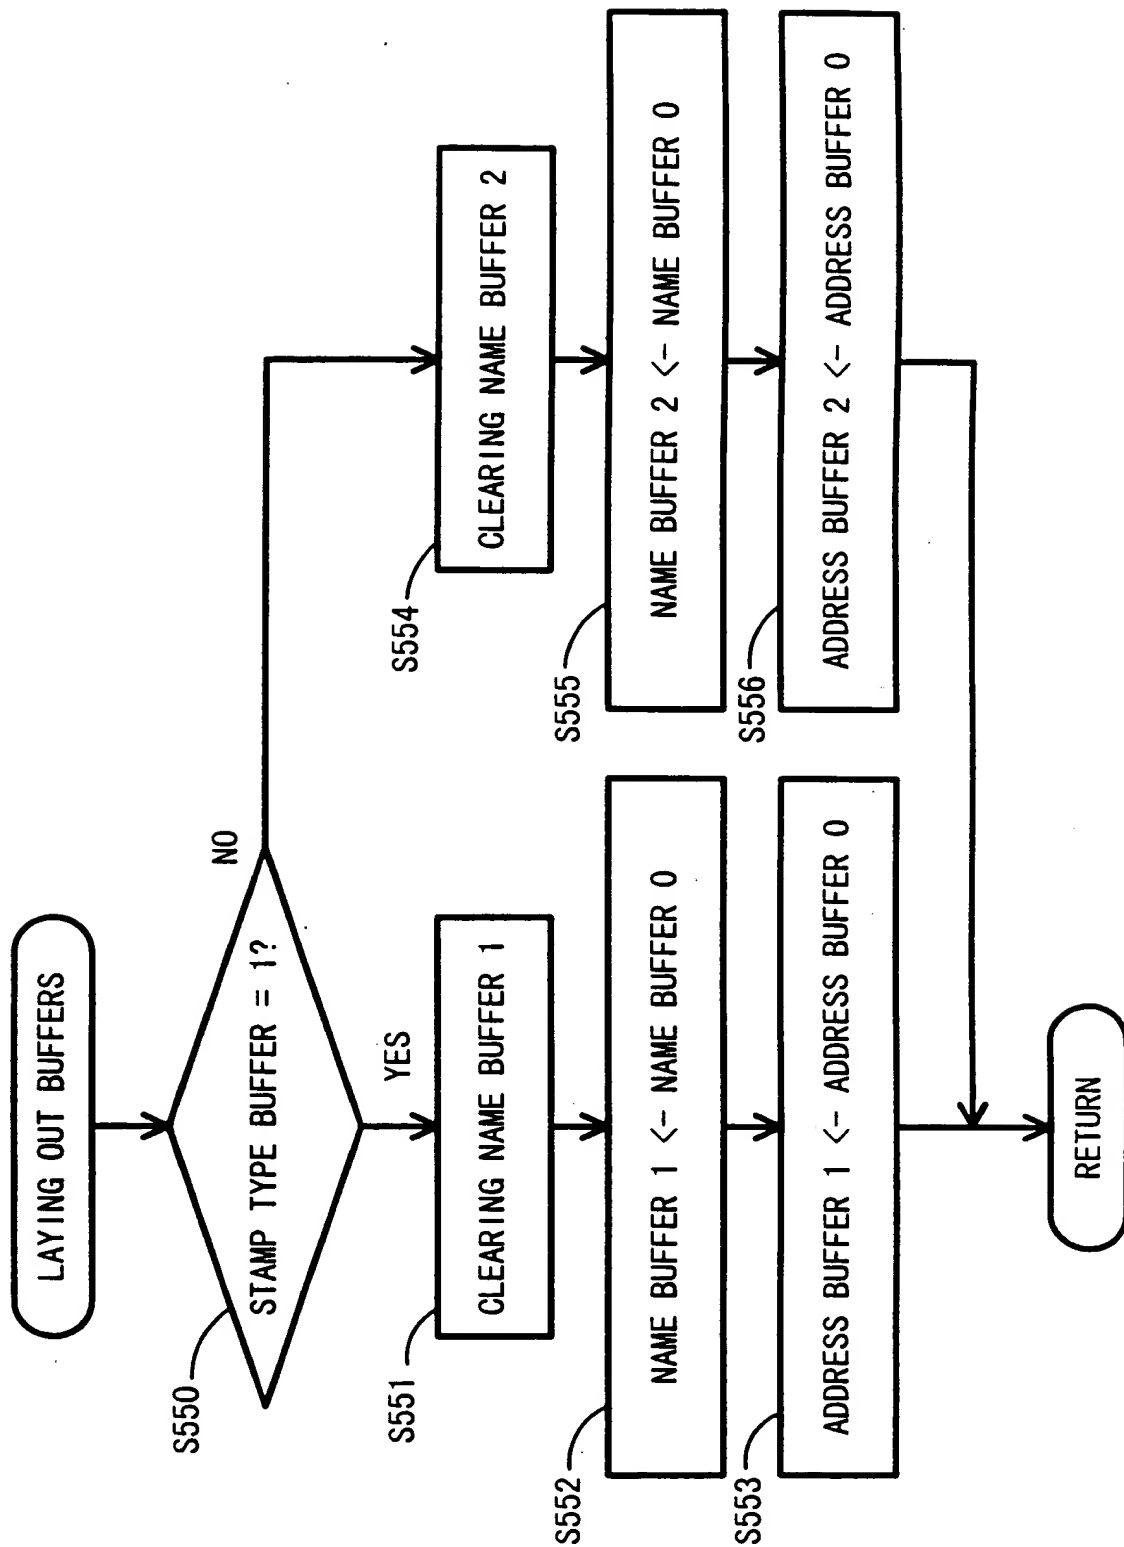 LAYING OUT BUFFERS
S550
STAMP TYPE BUFFER = 1?
NO
YES
S551
CLEARING NAME BUFFER 1
S552
NAME BUFFER 1 <- NAME BUFFER 0
S553
ADDRESS BUFFER 1 <- ADDRESS BUFFER 0
S554
CLEARING NAME BUFFER 2
S555
NAME BUFFER 2 <- NAME BUFFER 0
S556
ADDRESS BUFFER 2 <- ADDRESS BUFFER 0
RETURN